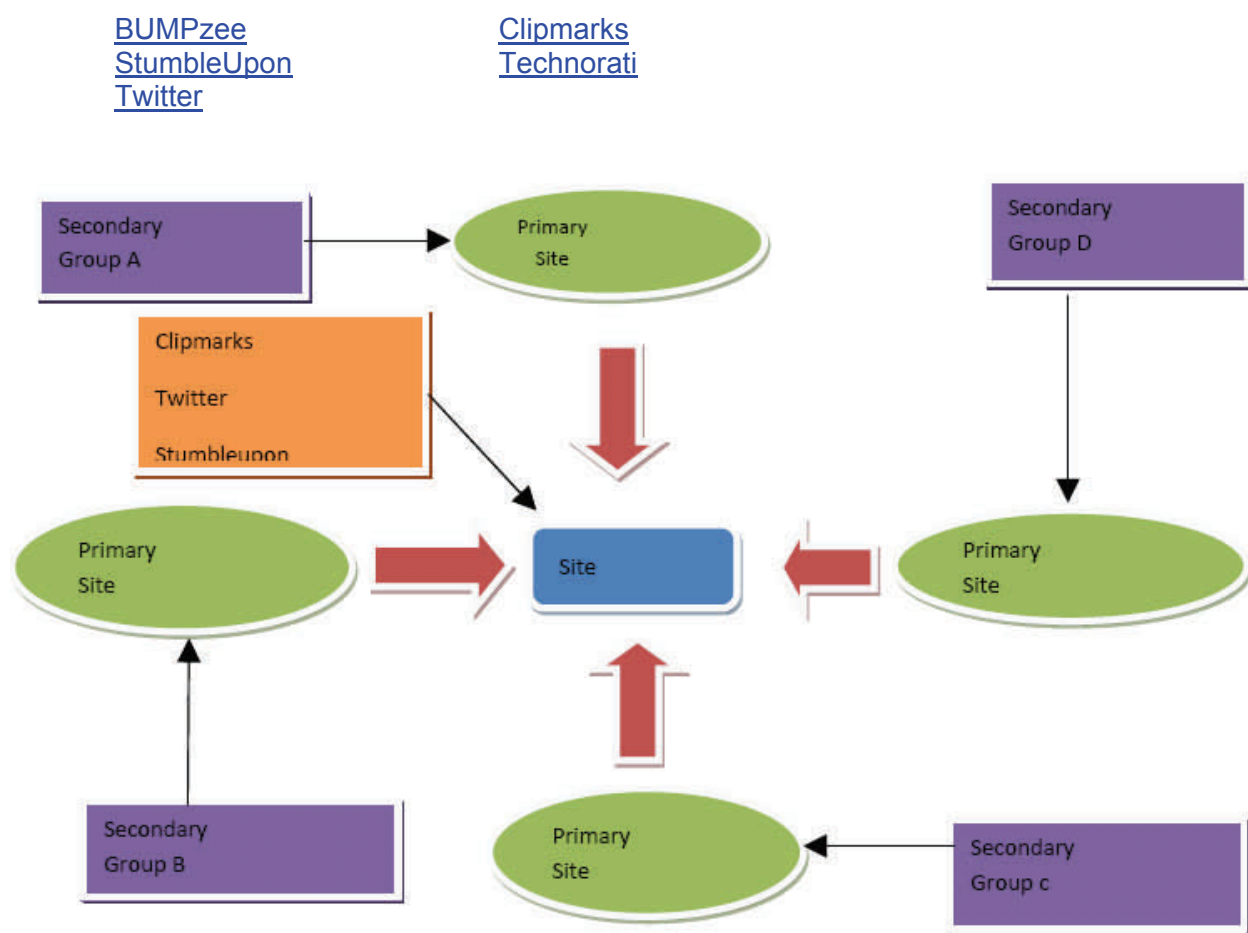 BUMPzee
StumbleUpon
Twitter
Clipmarks
Technorati
Secondary
Group A
Primary
Site
Secondary
Group D
Clipmarks
Twitter
Stumbleupon
Primary
Site
Site
Primary
Site
Secondary
Group B
Primary
Site
Secondary
Group c